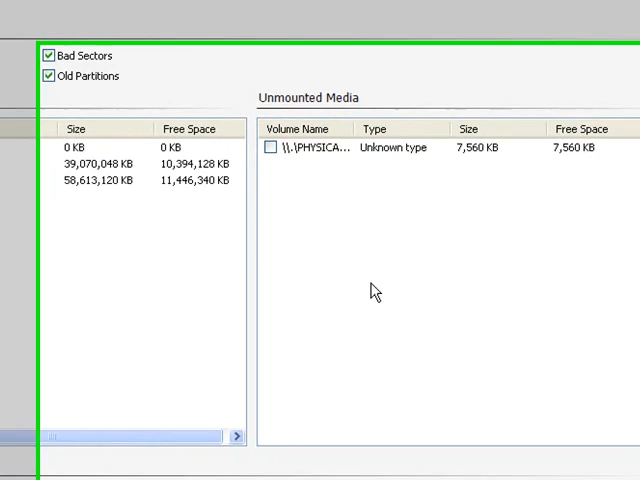 Bad Sectors
Old Partitions
Unmounted Media
Size Free Space
0 KB 0 KB
39,070,048 KB 10,394,128 KB
58,613,120 KB 11,446,340 KB
Volume Name Type Size Free Space
\\.\PHYSICA... Unknown type 7,560 KB 7,560 KB